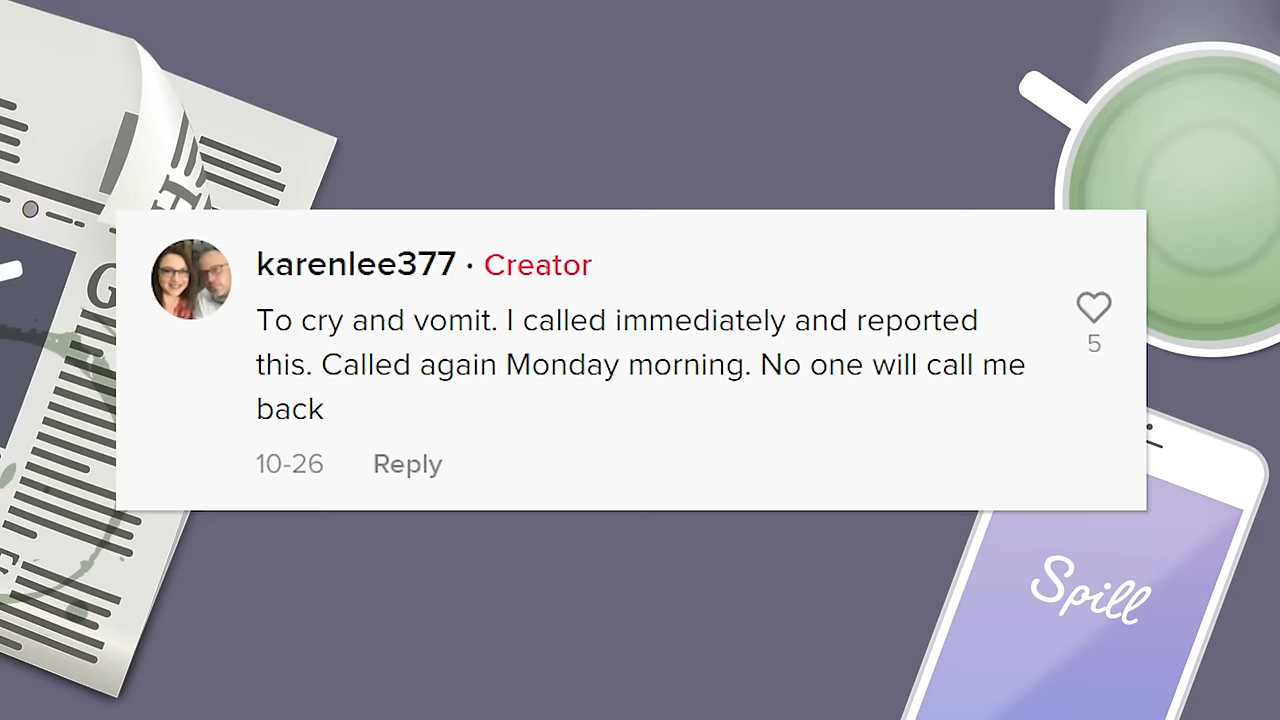 karenlee377 · Creator
To cry and vomit. I called immediately and reported
this. Called again Monday morning. No one will call me
back
5
10-26 Reply
Spill